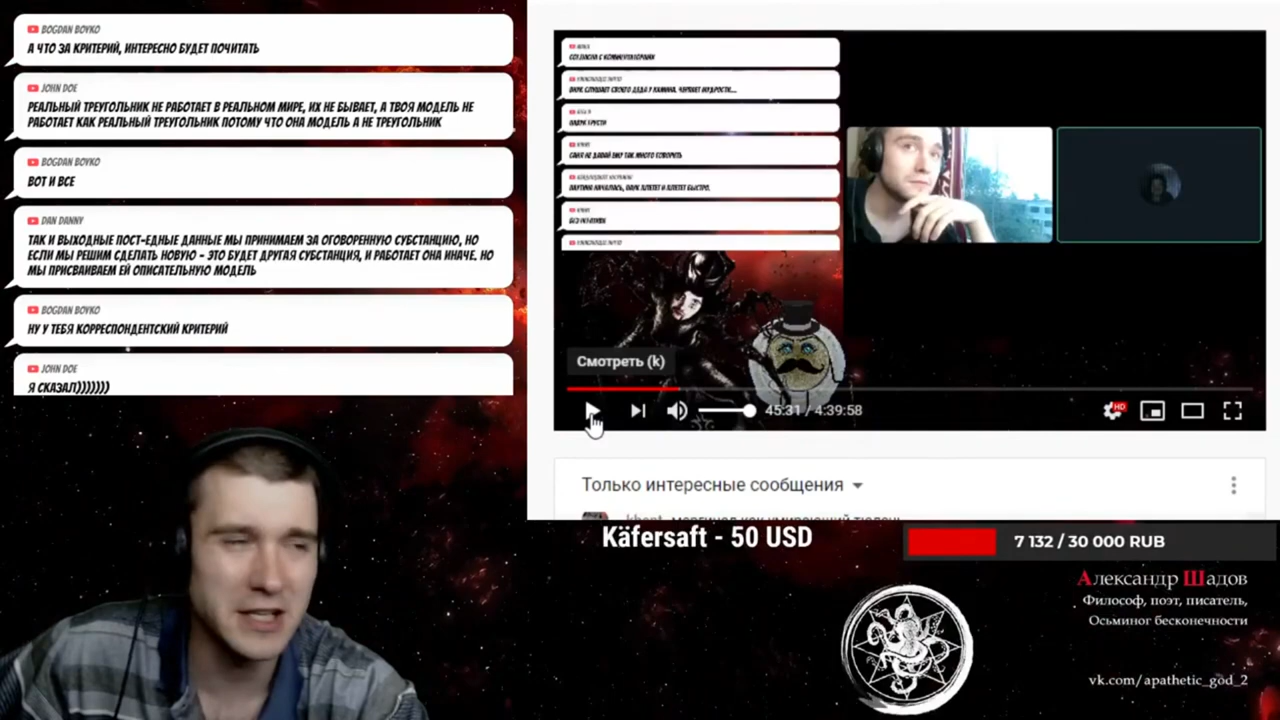 BOGDAN BOYKO
А ЧТО ЗА КРИТЕРИЙ, ИНТЕРЕСНО БУДЕТ ПОЧИТАТЬ
JOHN DOE
РЕАЛЬНЫЙ ТРЕУГОЛЬНИК НЕ РАБОТАЕТ В РЕАЛЬНОМ МИРЕ, ИХ НЕ БЫВАЕТ, А ТВОЯ МОДЕЛЬ НЕ
РАБОТАЕТ КАК РЕАЛЬНЫЙ ТРЕУГОЛЬНИК ПОТОМУ ЧТО ОНА МОДЕЛЬ А НЕ ТРЕУГОЛЬНИК
BOGDAN BOYKO
ВОТ И ВСЕ
DAN DANNY
ТАК И ВЫХОДНЫЕ ПОСТ-ЕДНЫЕ ДАННЫЕ МЫ ПРИНИМАЕМ ЗА ОГОВОРЕННУЮ СУБСТАНЦИЮ, НО
ЕСЛИ МЫ РЕШИМ СДЕЛАТЬ НОВУЮ - ЭТО БУДЕТ ДРУГАЯ СУБСТАНЦИЯ, И РАБОТАЕТ ОНА ИНАЧЕ. НО
МЫ ПРИСВАИВАЕМ ЕЙ ОПИСАТЕЛЬНУЮ МОДЕЛЬ
BOGDAN BOYKO
НУ У ТЕБЯ КОРРЕСПОНДЕНТСКИЙ КРИТЕРИЙ
JOHN DOE
Я СКАЗАЛ)))))))
Смотреть (k)
45:31 / 4:39:58
HD
Только интересные сообщения
Käfersaft - 50 USD
7 132 / 30 000 RUB
Александр Шадов
Философ, поэт, писатель,
Осьминог бесконечности
vk.com/apathetic_god_2